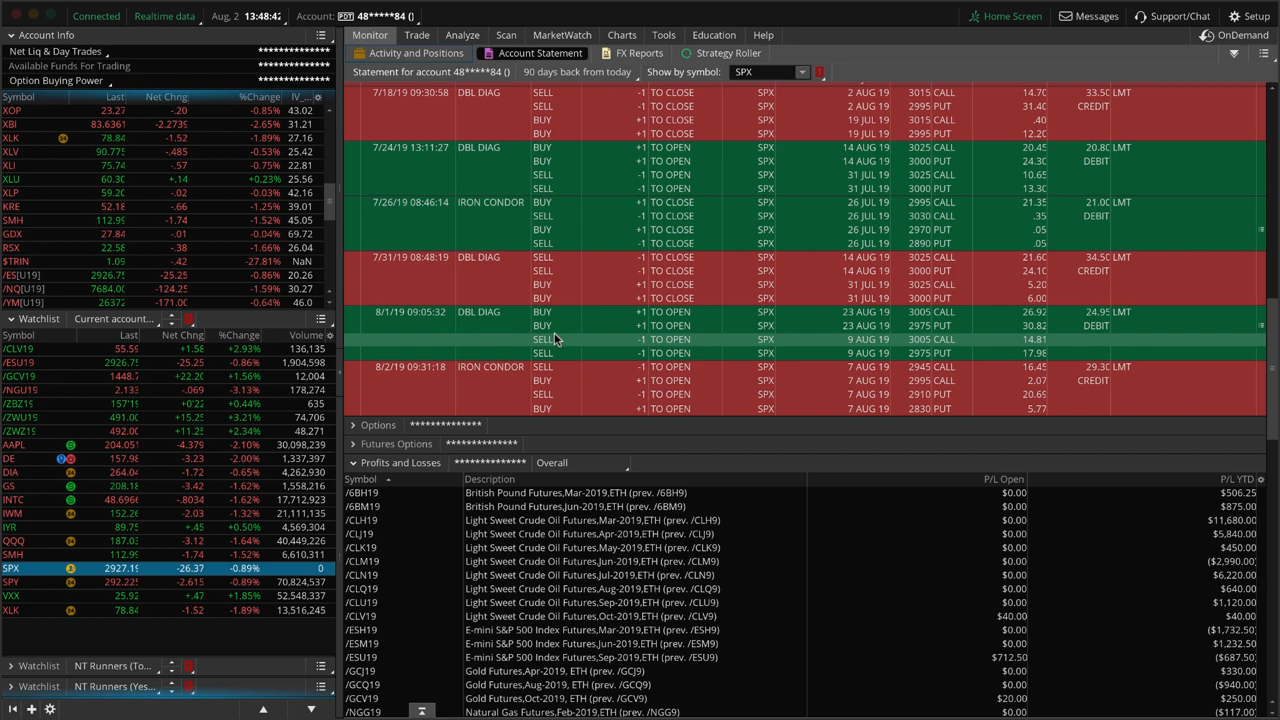 Connected Realtime data Aug, 2 13:48:42 Account: PDT 48*****84 () Home Screen Messages Support/Chat Setup
Account Info
Net Liq & Day Trades **************
Available Funds For Trading **************
Option Buying Power **************
Symbol Last Net Chng %Change IV_...
XOP 23.27 -.20 -0.85% 43.02
XBI 83.6361 -2.2739 -2.65% 31.21
XLK 24 78.84 -1.52 -1.89% 27.16
XLV 90.775 -.485 -0.53% 25.42
XLI 75.74 -.57 -0.75% 22.81
XLU 60.30 +.14 +0.23% 25.56
XLP 59.20 -.02 -0.03% 42.16
KRE 52.18 -.66 -1.25% 39.01
SMH 112.99 -1.74 -1.52% 45.05
GDX 27.84 -.01 -0.04% 69.72
RSX 22.58 -.38 -1.66% 26.04
$TRIN 1.09 -.42 -27.81% NaN
/ES[U19] 2926.75 -25.25 -0.86% 20.26
/NQ[U19] 7684.00 -124.25 -1.59% 30.27
/YM[U19] 26372 -171.00 -0.64% 46.0
Watchlist Current account...
Symbol Last Net Chng %Change Volume
/CLV19 55.59 +1.58 +2.93% 136,135
/ESU19 2926.75 -25.25 -0.86% 1,904,598
/GCV19 1448.7 +22.20 +1.56% 12,004
/NGU19 2.133 -.069 -3.13% 178,274
/ZBZ19 157'19 +0'22 +0.44% 635
/ZWU19 491.00 +15.25 +3.21% 74,706
/ZWZ19 491.25 +11.25 +2.34% 48,271
AAPL 204.051 -4.379 -2.10% 30,098,239
DE 157.98 -3.23 -2.00% 1,337,397
DIA 24 264.04 -1.72 -0.65% 4,262,930
GS 208.18 -3.42 -1.62% 2,060,070
INTC 48.6966 -.8034 -1.62% 17,712,923
IWM 24 152.26 -2.03 -1.32% 21,111,135
IYR 89.75 +.45 +0.50% 4,569,304
QQQ 24 187.03 -3.12 -1.64% 40,449,226
SMH 112.99 -1.74 -1.52% 6,610,311
SPX 2927.19 -26.37 -0.89% 0
SPY 24 292.225 -2.615 -0.89% 70,824,537
VXX 25.92 +.47 +1.85% 52,548,337
XLK 24 78.84 -1.52 -1.89% 13,516,245
Watchlist NT Runners (To...
Watchlist NT Runners (Yes...
Monitor Trade Analyze Scan MarketWatch Charts Tools Education Help OnDemand
Activity and Positions Account Statement FX Reports Strategy Roller
Statement for account 48*****84 () 90 days back from today Show by symbol: SPX
7/18/19 09:30:58 DBL DIAG SELL -1 TO CLOSE SPX 2 AUG 19 3015 CALL 14.70 33.50 LMT
SELL -1 TO CLOSE SPX 2 AUG 19 2995 PUT 31.40 CREDIT
BUY +1 TO CLOSE SPX 19 JUL 19 3015 CALL .40
BUY +1 TO CLOSE SPX 19 JUL 19 2995 PUT 12.20
7/24/19 13:11:27 DBL DIAG BUY +1 TO OPEN SPX 14 AUG 19 3025 CALL 20.45 20.80 LMT
BUY +1 TO OPEN SPX 14 AUG 19 3000 PUT 24.30 DEBIT
SELL -1 TO OPEN SPX 31 JUL 19 3025 CALL 10.65
SELL -1 TO OPEN SPX 31 JUL 19 3000 PUT 13.30
7/26/19 08:46:14 IRON CONDOR BUY +1 TO CLOSE SPX 26 JUL 19 2995 CALL 21.35 21.00 LMT
SELL -1 TO CLOSE SPX 26 JUL 19 3030 CALL .35 DEBIT
BUY +1 TO CLOSE SPX 26 JUL 19 2970 PUT .05
SELL -1 TO CLOSE SPX 26 JUL 19 2890 PUT .05
7/31/19 08:48:19 DBL DIAG SELL -1 TO CLOSE SPX 14 AUG 19 3025 CALL 21.60 34.50 LMT
SELL -1 TO CLOSE SPX 14 AUG 19 3000 PUT 24.10 CREDIT
BUY +1 TO CLOSE SPX 31 JUL 19 3025 CALL 5.20
BUY +1 TO CLOSE SPX 31 JUL 19 3000 PUT 6.00
8/1/19 09:05:32 DBL DIAG BUY +1 TO OPEN SPX 23 AUG 19 3005 CALL 26.92 24.95 LMT
BUY +1 TO OPEN SPX 23 AUG 19 2975 PUT 30.82 DEBIT
SELL -1 TO OPEN SPX 9 AUG 19 3005 CALL 14.81
SELL -1 TO OPEN SPX 9 AUG 19 2975 PUT 17.98
8/2/19 09:31:18 IRON CONDOR SELL -1 TO OPEN SPX 7 AUG 19 2945 CALL 16.45 29.30 LMT
BUY +1 TO OPEN SPX 7 AUG 19 2995 CALL 2.07 CREDIT
SELL -1 TO OPEN SPX 7 AUG 19 2910 PUT 20.69
BUY +1 TO OPEN SPX 7 AUG 19 2830 PUT 5.77
Options **************
Futures Options **************
Profits and Losses ************** Overall
Symbol Description P/L Open P/L YTD
/6BH19 British Pound Futures,Mar-2019,ETH (prev. /6BH9) $0.00 $506.25
/6BM19 British Pound Futures,Jun-2019,ETH (prev. /6BM9) $0.00 $875.00
/CLH19 Light Sweet Crude Oil Futures,Mar-2019,ETH (prev. /CLH9) $0.00 $11,680.00
/CLJ19 Light Sweet Crude Oil Futures,Apr-2019,ETH (prev. /CLJ9) $0.00 $5,840.00
/CLK19 Light Sweet Crude Oil Futures,May-2019,ETH (prev. /CLK9) $0.00 $450.00
/CLM19 Light Sweet Crude Oil Futures,Jun-2019,ETH (prev. /CLM9) $0.00 ($2,990.00)
/CLN19 Light Sweet Crude Oil Futures,Jul-2019,ETH (prev. /CLN9) $0.00 $6,220.00
/CLQ19 Light Sweet Crude Oil Futures,Aug-2019,ETH (prev. /CLQ9) $0.00 $640.00
/CLU19 Light Sweet Crude Oil Futures,Sep-2019,ETH (prev. /CLU9) $0.00 $1,120.00
/CLV19 Light Sweet Crude Oil Futures,Oct-2019,ETH (prev. /CLV9) $40.00 $40.00
/ESH19 E-mini S&P 500 Index Futures,Mar-2019,ETH (prev. /ESH9) $0.00 ($1,732.50)
/ESM19 E-mini S&P 500 Index Futures,Jun-2019,ETH (prev. /ESM9) $0.00 $1,232.50
/ESU19 E-mini S&P 500 Index Futures,Sep-2019,ETH (prev. /ESU9) $712.50 ($687.50)
/GCJ19 Gold Futures,Apr-2019, ETH (prev. /GCJ9) $0.00 $330.00
/GCQ19 Gold Futures,Aug-2019, ETH (prev. /GCQ9) $0.00 ($940.00)
/GCV19 Gold Futures,Oct-2019, ETH (prev. /GCV9) $20.00 $250.00
/NGG19 Natural Gas Futures,Feb-2019,ETH (prev. /NGG9) $0.00 ($117.00)